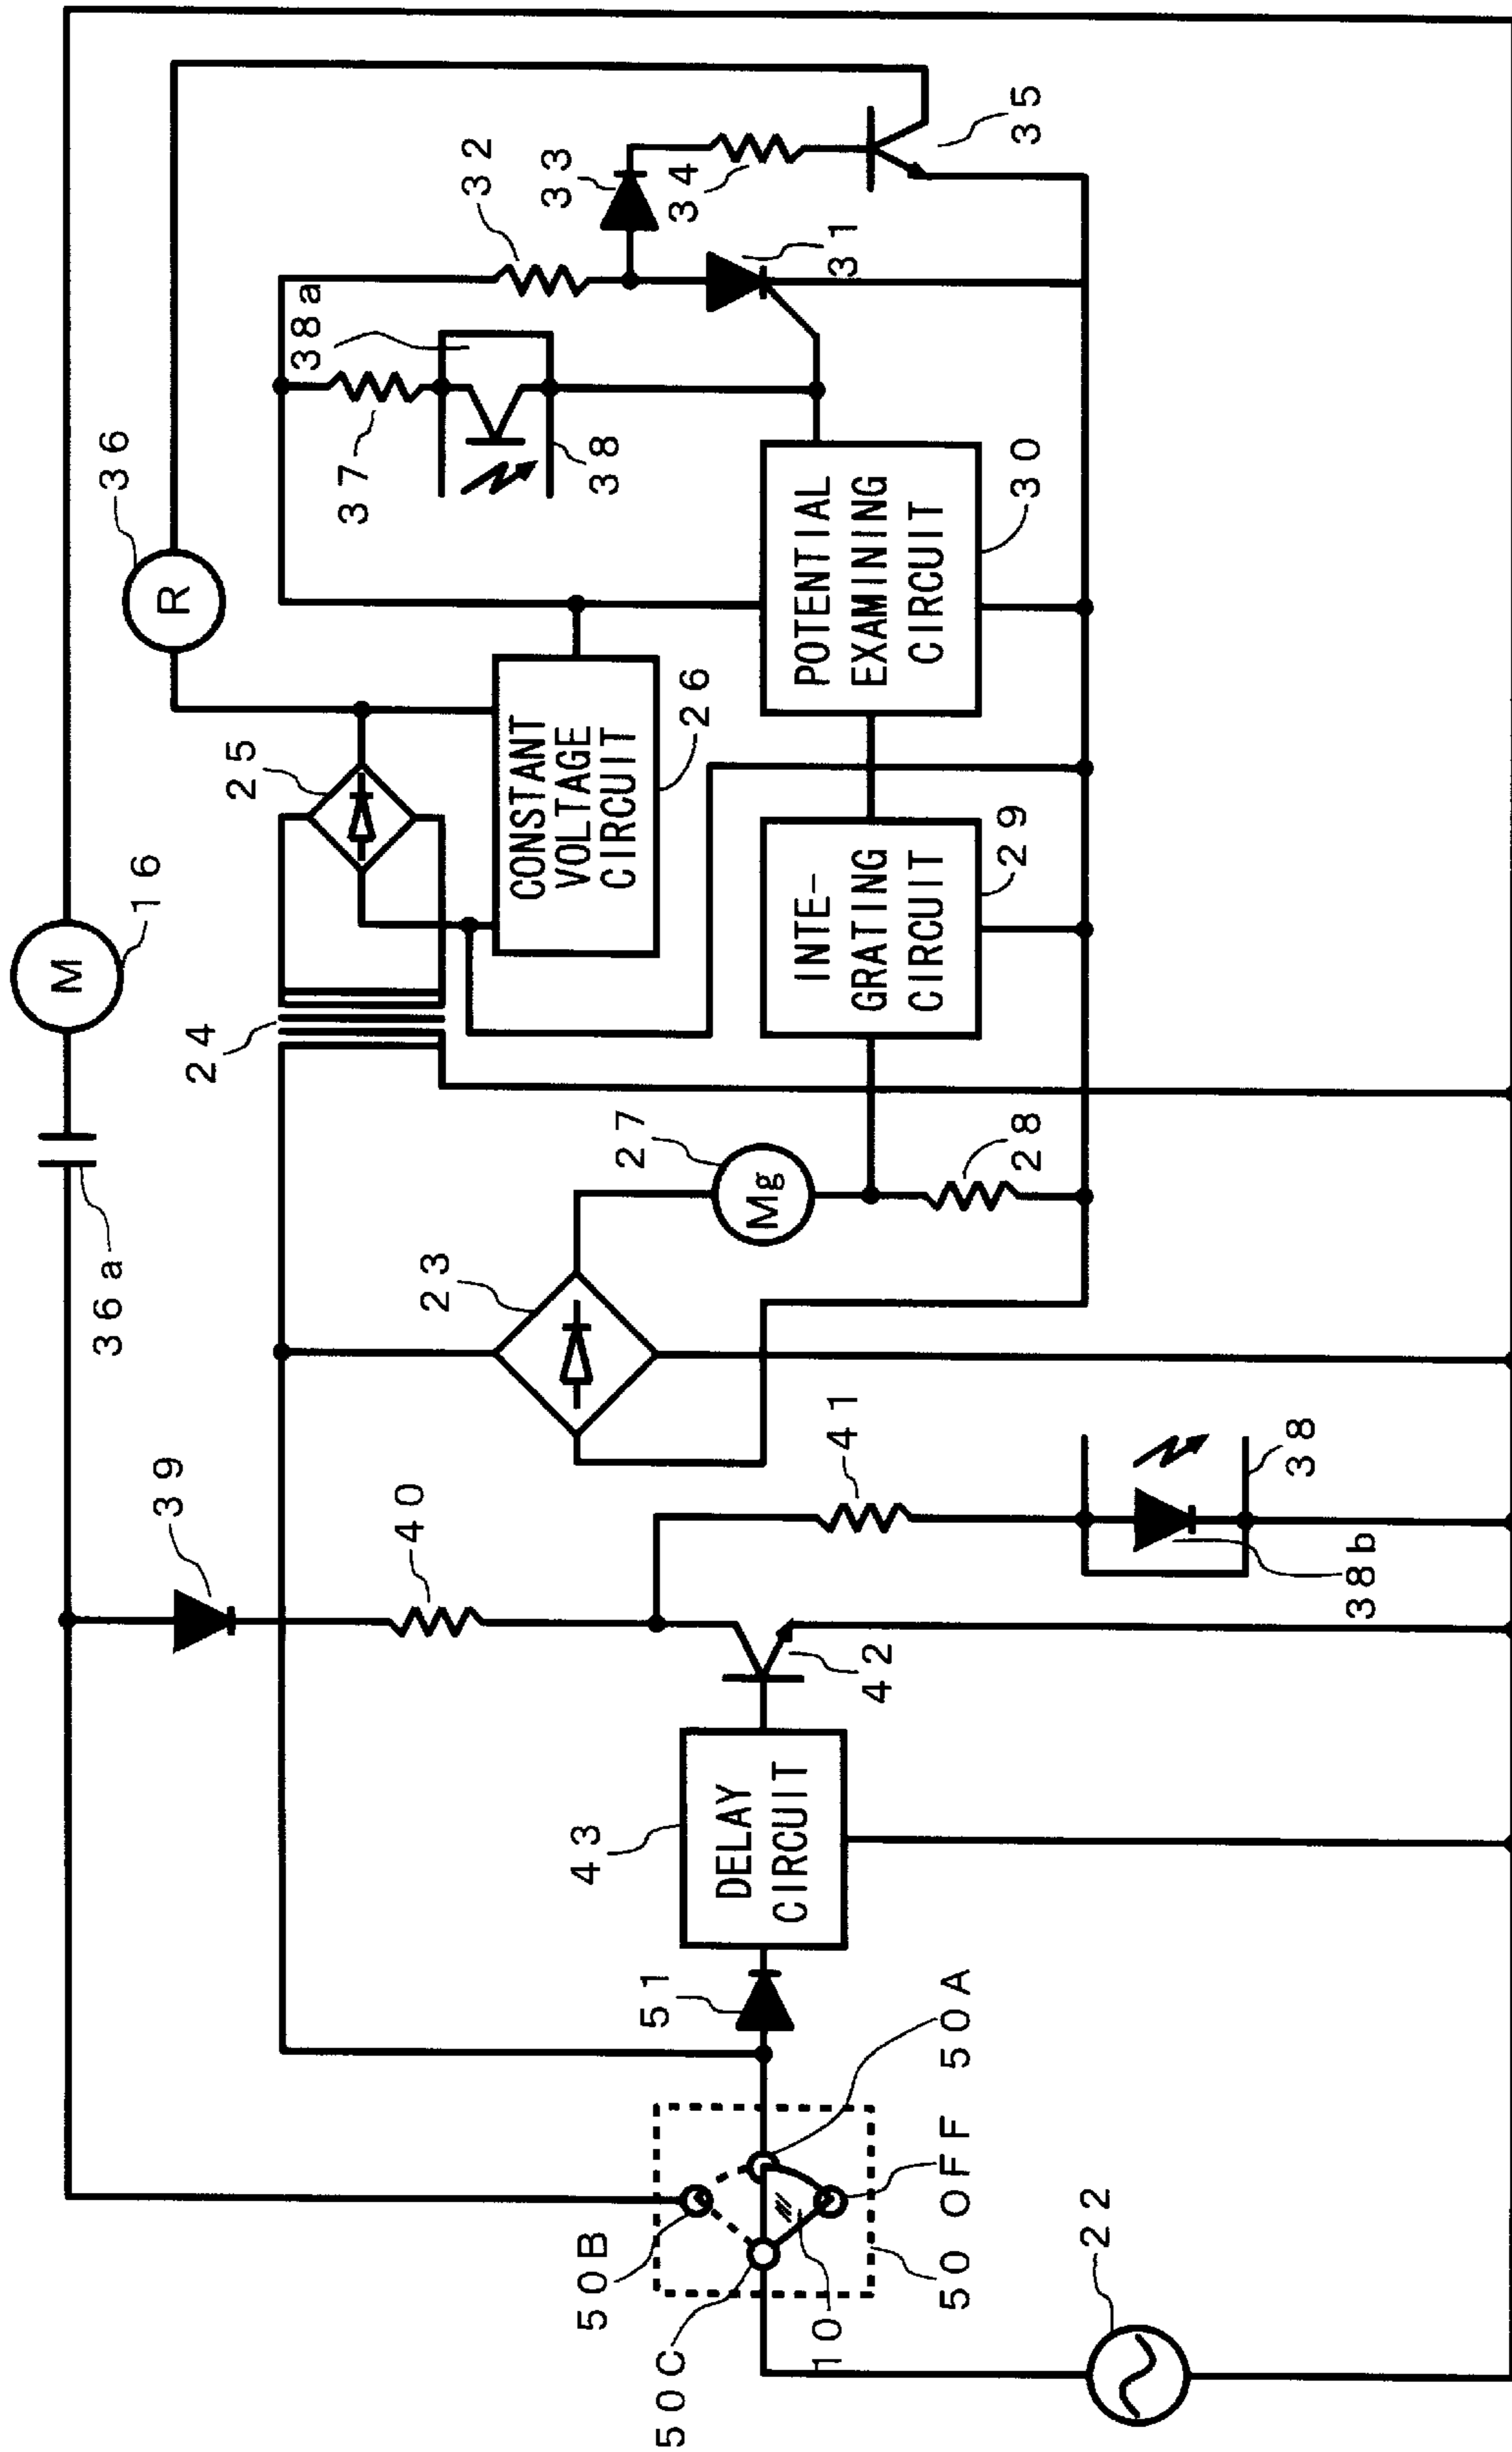 M
16
36a
36
R
24
25
CONSTANT
VOLTAGE
CIRCUIT
26
32
33
34
35
31
38a
37
38
POTENTIAL
EXAMINING
CIRCUIT
30
INTE-
GRATING
CIRCUIT
29
27
Mg
28
23
39
40
41
38
38b
42
43
DELAY
CIRCUIT
51
50A
50B
50C
10
50
OFF
22